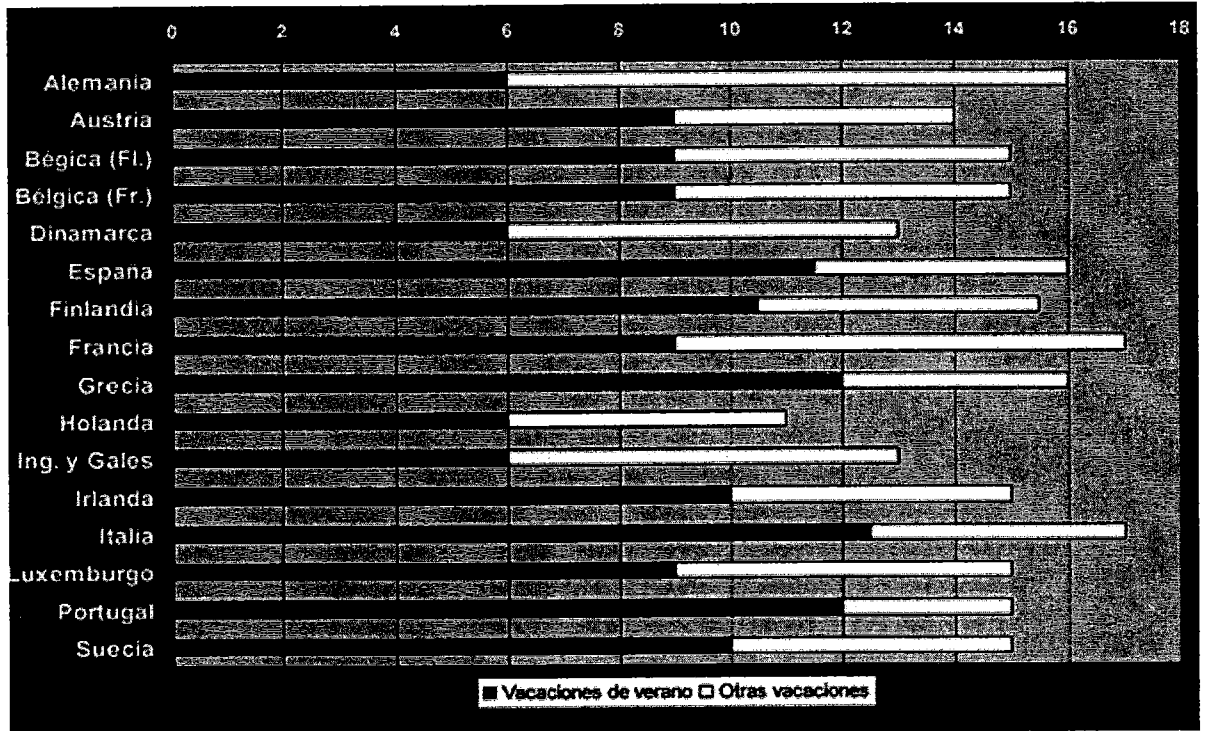 0 2 4 6 8 10 12 14 16 18
Alemania
Austria
Bégica (Fl.)
Bélgica (Fr.)
Dinamarca
España
Finlandia
Francia
Grecia
Holanda
Ing. y Gales
Irlanda
Italia
Luxemburgo
Portugal
Suecia
Vacaciones de verano Otras vacaciones